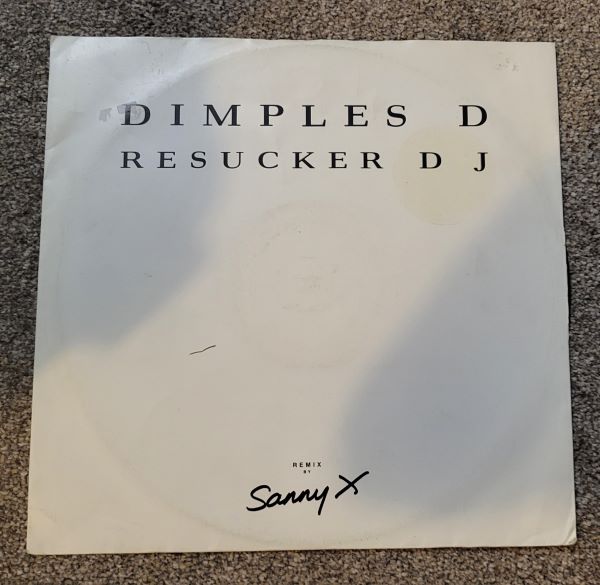 DIMPLES D
RESUCKER D J
REMIX
BY
Sanny X